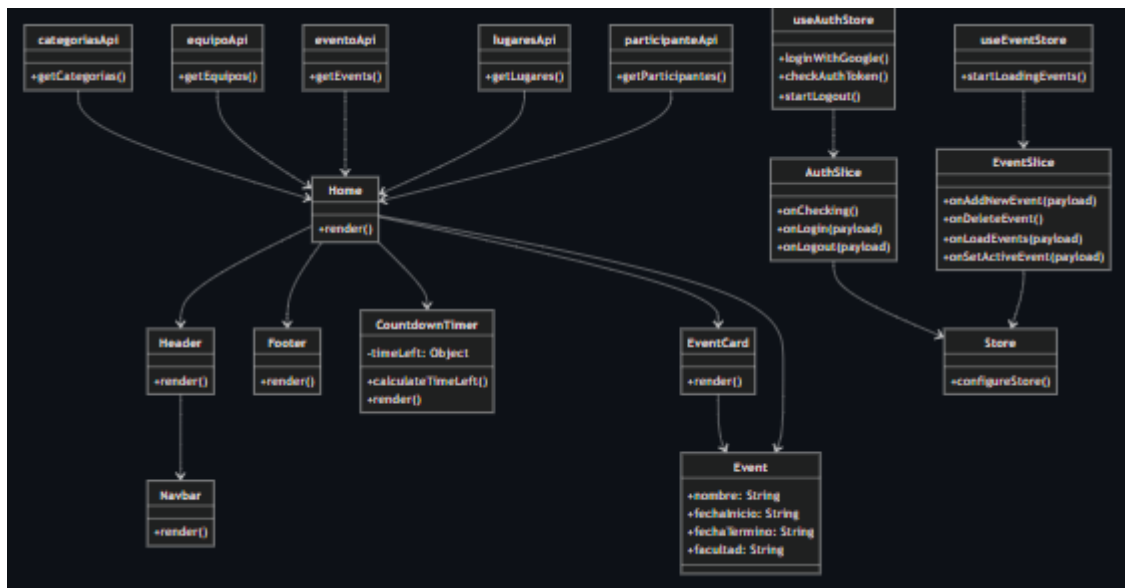 categoriasApi
+getCategorias()
equipoApi
+getEquipos()
eventoApi
+getEvents()
lugaresApi
+getLugares()
participanteApi
+getParticipantes()
useAuthStore
+loginWithGoogle()
+checkAuthToken()
+startLogout()
useEventStore
+startLoadingEvents()
Home
+render()
AuthSlice
+onChecking()
+onLogin(payload)
+onLogout(payload)
EventSlice
+onAddNewEvent(payload)
+onDeleteEvent()
+onLoadEvents(payload)
+onSetActiveEvent(payload)
Header
+render()
Footer
+render()
CountdownTimer
-timeLeft: Object
+calculateTimeLeft()
+render()
EventCard
+render()
Store
+configureStore()
Navbar
+render()
Event
+nombre: String
+fechaInicio: String
+fechaTermino: String
+facultad: String